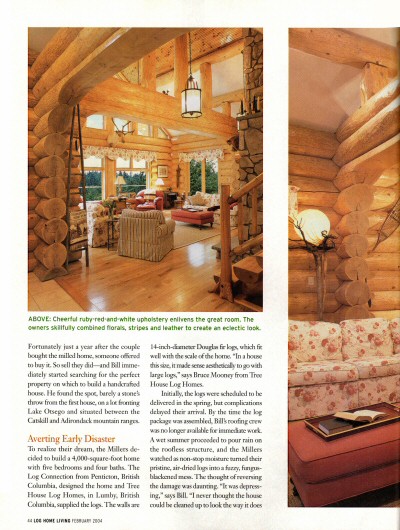 ABOVE: Cheerful ruby-red-and-white upholstery enlivens the great room. The
owners skillfully combined florals, stripes and leather to create an eclectic look.
Fortunately just a year after the couple
bought the milled home, someone offered
to buy it. So sell they did—and Bill imme-
diately started searching for the perfect
property on which to build a handcrafted
house. He found the spot, barely a stone's
throw from the first house, on a lot fronting
Lake Otsego and situated between the
Catskill and Adirondack mountain ranges.
Averting Early Disaster
To realize their dream, the Millers de-
cided to build a 4,000-square-foot home
with five bedrooms and four baths. The
Log Connection from Penticton, British
Columbia, designed the home and Tree
House Log Homes, in Lumby, British
Columbia, supplied the logs. The walls are
14-inch-diameter Douglas fir logs, which fit
well with the scale of the home. "In a house
this size, it made sense aesthetically to go with
large logs," says Bruce Mooney from Tree
House Log Homes.
Initially, the logs were scheduled to be
delivered in the spring, but complications
delayed their arrival. By the time the log
package was assembled, Bill's roofing crew
was no longer available for immediate work.
A wet summer proceeded to pour rain on
the roofless structure, and the Millers
watched as non-stop moisture turned their
pristine, air-dried logs into a fuzzy, fungus-
blackened mess. The thought of reversing
the damage was daunting. "It was depress-
ing," says Bill. "I never thought the house
could be cleaned up to look the way it does
44 LOG HOME LIVING FEBRUARY 2004